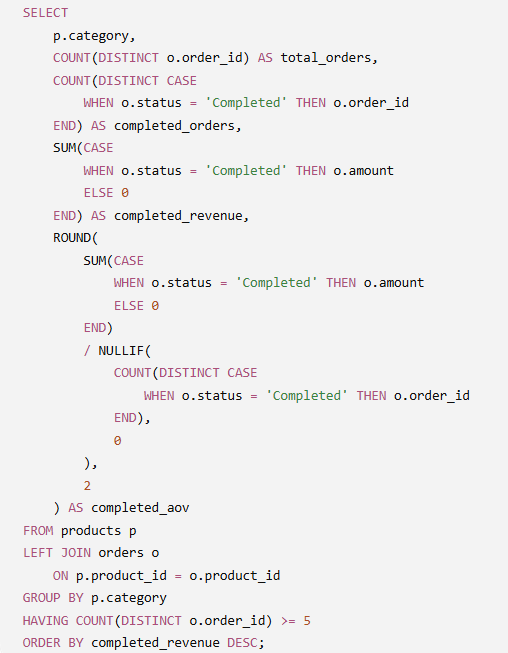 SELECT
    p.category,
    COUNT(DISTINCT o.order_id) AS total_orders,
    COUNT(DISTINCT CASE
        WHEN o.status = 'Completed' THEN o.order_id
    END) AS completed_orders,
    SUM(CASE
        WHEN o.status = 'Completed' THEN o.amount
        ELSE 0
    END) AS completed_revenue,
    ROUND(
        SUM(CASE
            WHEN o.status = 'Completed' THEN o.amount
            ELSE 0
        END)
        / NULLIF(
            COUNT(DISTINCT CASE
                WHEN o.status = 'Completed' THEN o.order_id
            END),
            0
        ),
        2
    ) AS completed_aov
FROM products p
LEFT JOIN orders o
    ON p.product_id = o.product_id
GROUP BY p.category
HAVING COUNT(DISTINCT o.order_id) >= 5
ORDER BY completed_revenue DESC;